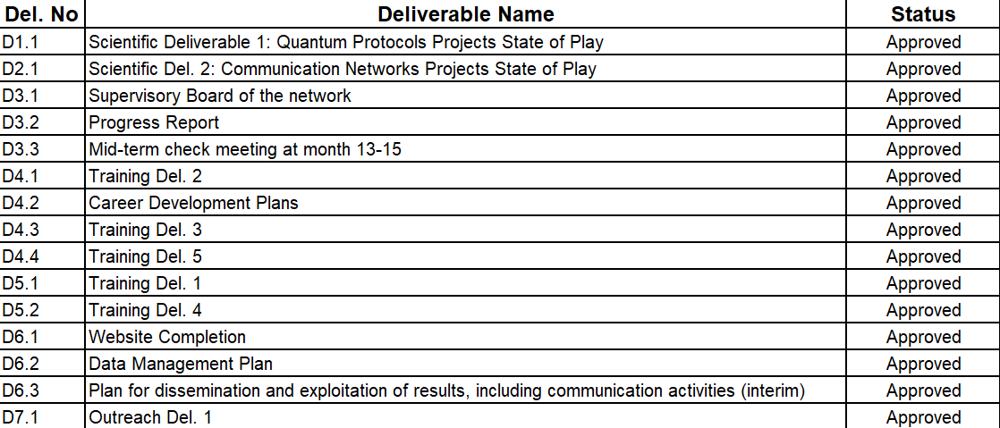 Del. No Deliverable Name Status
D1.1 Scientific Deliverable 1: Quantum Protocols Projects State of Play Approved
D2.1 Scientific Del. 2: Communication Networks Projects State of Play Approved
D3.1 Supervisory Board of the network Approved
D3.2 Progress Report Approved
D3.3 Mid-term check meeting at month 13-15 Approved
D4.1 Training Del. 2 Approved
D4.2 Career Development Plans Approved
D4.3 Training Del. 3 Approved
D4.4 Training Del. 5 Approved
D5.1 Training Del. 1 Approved
D5.2 Training Del. 4 Approved
D6.1 Website Completion Approved
D6.2 Data Management Plan Approved
D6.3 Plan for dissemination and exploitation of results, including communication activities (interim) Approved
D7.1 Outreach Del. 1 Approved